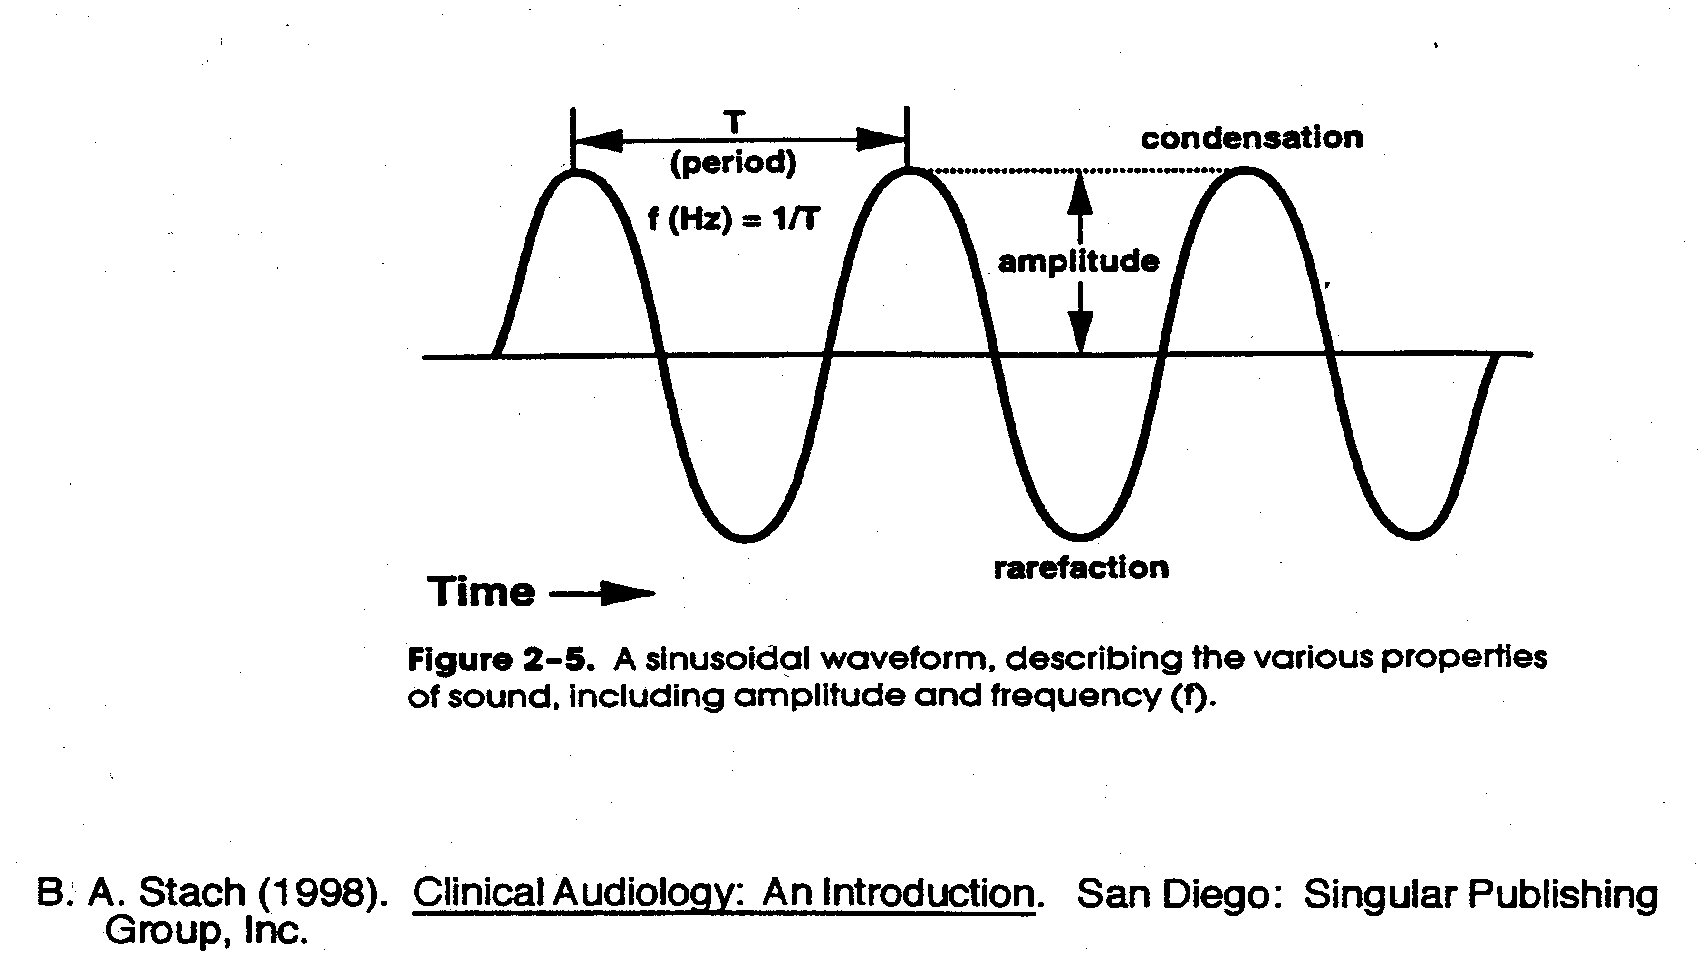 T
(period)
f (Hz) = 1/T
condensation
amplitude
rarefaction
Time
Figure 2-5. A sinusoidal waveform, describing the various properties
of sound, including amplitude and frequency (f).
B. A. Stach (1998). Clinical Audiology: An Introduction. San Diego: Singular Publishing
Group, Inc.